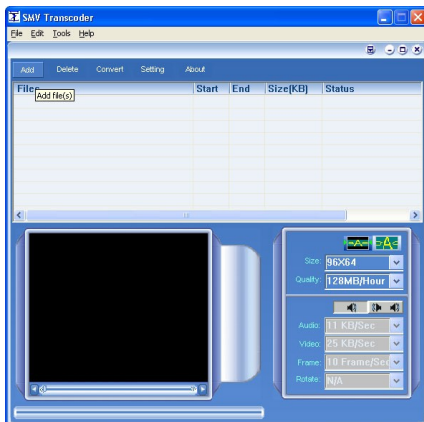 SMV Transcoder
File Edit Tools Help
Add Delete Convert Setting About
Files Start End Size(KB) Status
Add file(s)
Size: 96X64
Quality: 128MB/Hour
Audio: 11 KB/Sec
Video: 25 KB/Sec
Frame: 10 Frame/Sec
Rotate: N/A